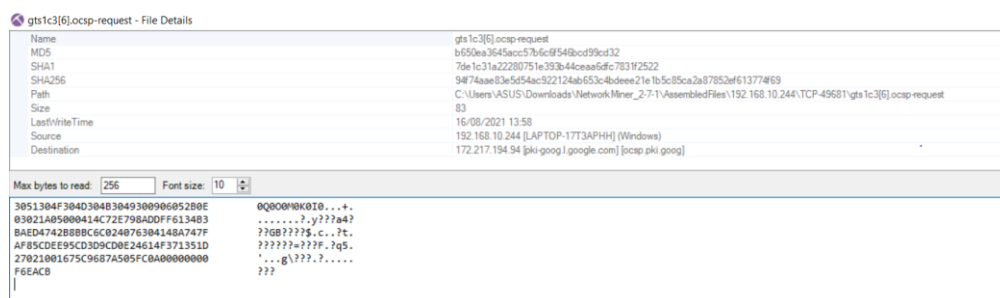 gts1c3[6].ocsp-request - File Details
Name gts1c3[6].ocsp-request
MD5 b650ea3645acc57b6c6f546bcd99cd32
SHA1 7de1c31a22280751e393b44ceaa6dfc7831f2522
SHA256 94f74aae83e5d54ac922124ab653c4bdeee21e1b5c85ca2a87852ef613774f69
Path C:\Users\ASUS\Downloads\NetworkMiner_2-7-1\AssembledFiles\192.168.10.244\TCP-49681\gts1c3[6].ocsp-request
Size 83
LastWriteTime 16/08/2021 13:58
Source 192.168.10.244 [LAPTOP-17T3APHH] (Windows)
Destination 172.217.194.94 [pki-goog.l.google.com] [ocsp.pki.goog]
Max bytes to read: 256 Font size: 10
3051304F304D304B3049300906052B0E 0Q0O0M0K0I0...+.
03021A05000414C72E798ADDFF6134B3 .......?.y???a4?
BAED4742B8BBC6C024076304148A747F ??GB????$.c..?t.
AF85CDEE95CD3D9CD0E24614F371351D ??????=???F.?q5.
27021001675C9687A505FC0A00000000 '...g\???.?.....
F6EACB ???